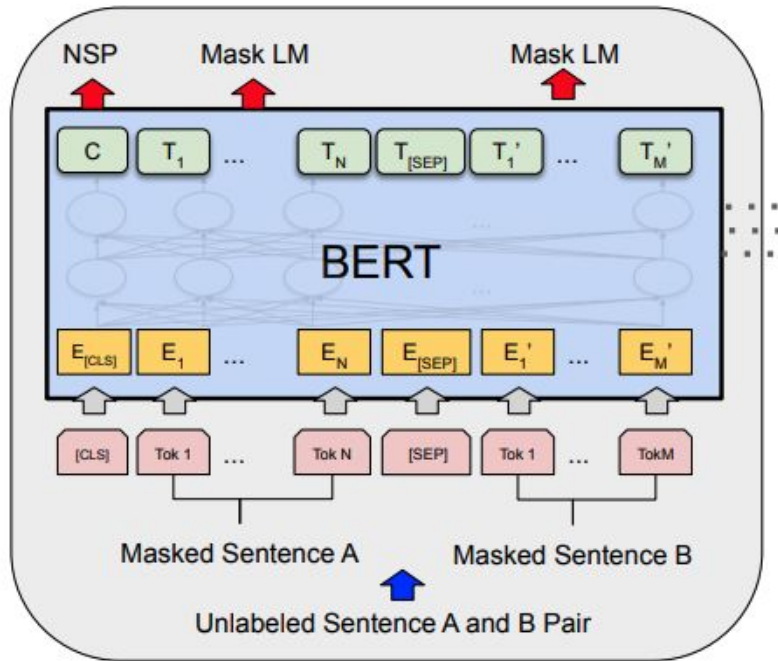 NSP Mask LM Mask LM
C T1 ... TN T[SEP] T1' ... TM'
...
BERT
...
E[CLS] E1 ... EN E[SEP] E1' ... EM'
[CLS] Tok 1 ... Tok N [SEP] Tok 1 ... TokM
Masked Sentence A Masked Sentence B
Unlabeled Sentence A and B Pair